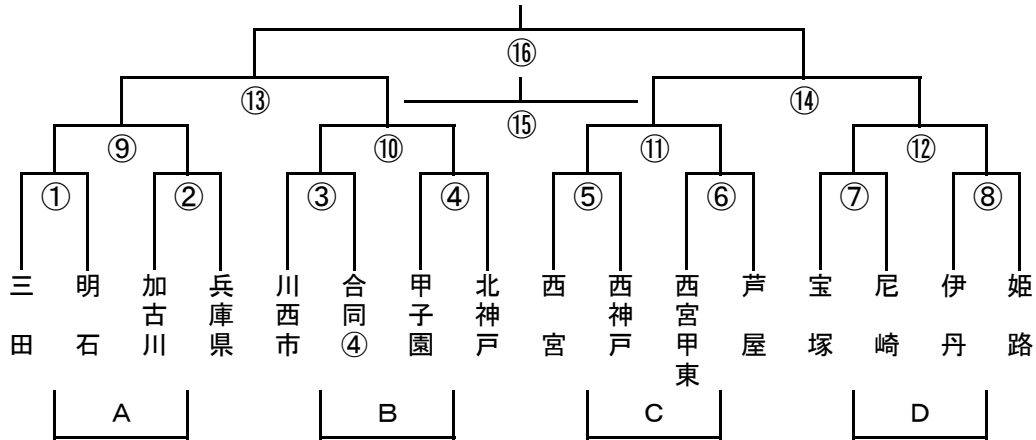 ⑯
⑬ ⑮ ⑭
⑨ ⑩ ⑪ ⑫
① ② ③ ④ ⑤ ⑥ ⑦ ⑧
三田
明石
加古川
兵庫県
川西市
合同④
甲子園
北神戸
西宮
西神戸
西宮甲東
芦屋
宝塚
尼崎
伊丹
姫路
A B C D